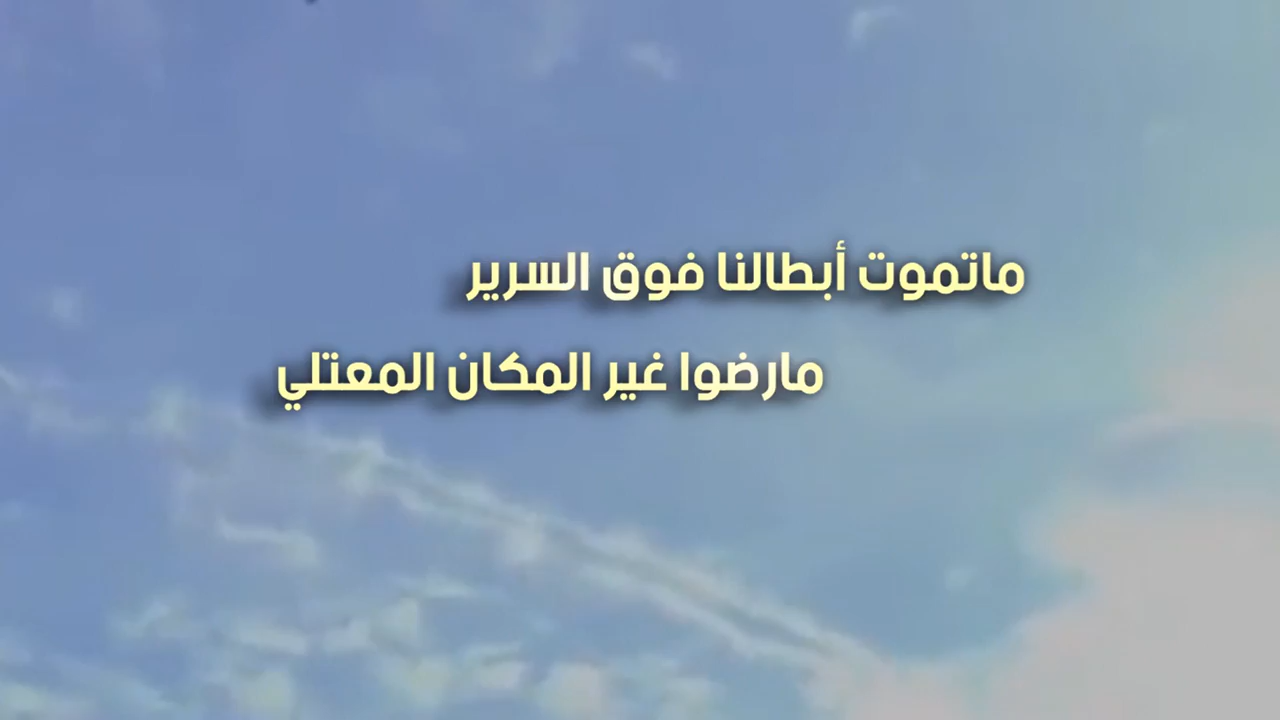 ماتموت أبطالنا فوق السرير
مارضوا غير المكان المعتلي